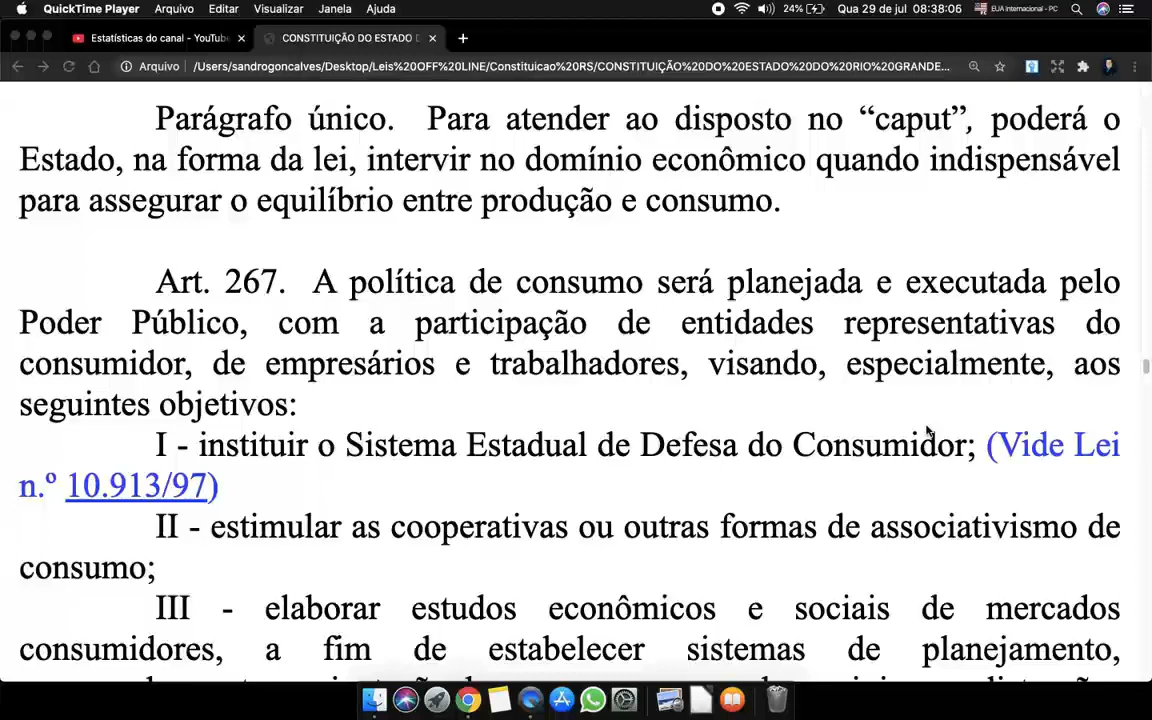 QuickTime Player Arquivo Editar Visualizar Janela Ajuda 24% Qua 29 de jul 08:38:06 EUA Internacional - PC
Estatísticas do canal - YouTub CONSTITUIÇÃO DO ESTADO
Arquivo /Users/sandrogoncalves/Desktop/Leis%20OFF%20LINE/Constituicao%20RS/CONSTITUIÇÃO%20DO%20ESTADO%20DO%20RIO%20GRANDE...
Parágrafo único. Para atender ao disposto no “caput”, poderá o
Estado, na forma da lei, intervir no domínio econômico quando indispensável
para assegurar o equilíbrio entre produção e consumo.
Art. 267. A política de consumo será planejada e executada pelo
Poder Público, com a participação de entidades representativas do
consumidor, de empresários e trabalhadores, visando, especialmente, aos
seguintes objetivos:
I - instituir o Sistema Estadual de Defesa do Consumidor; (Vide Lei
n.º 10.913/97)
II - estimular as cooperativas ou outras formas de associativismo de
consumo;
III - elaborar estudos econômicos e sociais de mercados
consumidores, a fim de estabelecer sistemas de planejamento,